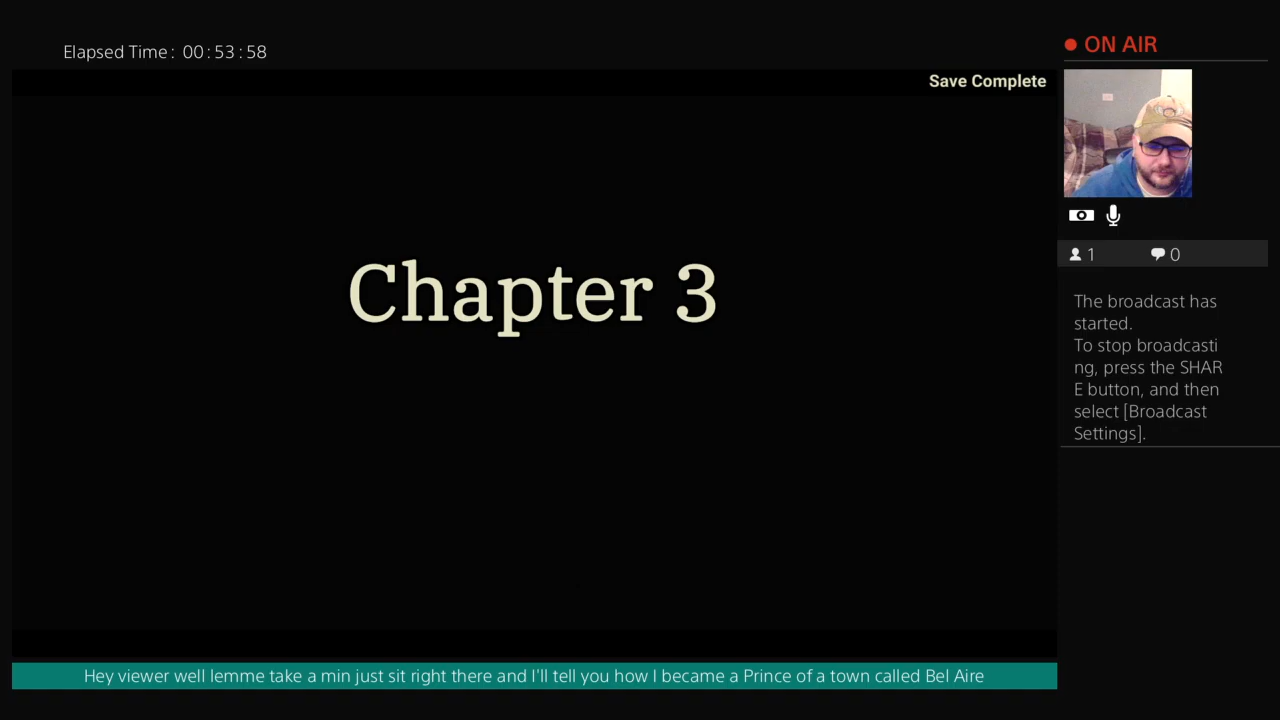 Elapsed Time: 00:53:58
ON AIR
Save Complete
Chapter 3
1
0
The broadcast has
started.
To stop broadcasti
ng, press the SHAR
E button, and then
select [Broadcast
Settings].
Hey viewer well lemme take a min just sit right there and I'll tell you how I became a Prince of a town called Bel Aire